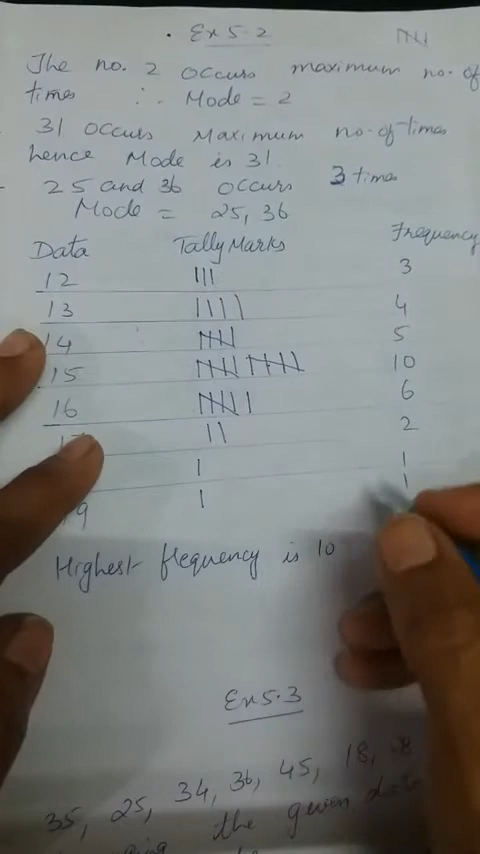 Ex 5.2
The no. 2 occurs maximum no. of
times ∴ Mode = 2
31 occurs Maximum no. of times
hence Mode is 31.
25 and 36 occurs 3 times
Mode = 25, 36
Data Tally Marks Frequency
12 ||| 3
13 |||| 4
14 5
15 10
16 6
|| 2
| 1
| 1
Highest frequency is 10
Ex 5.3
35, 25, 34, 36, 45, 18,
the given